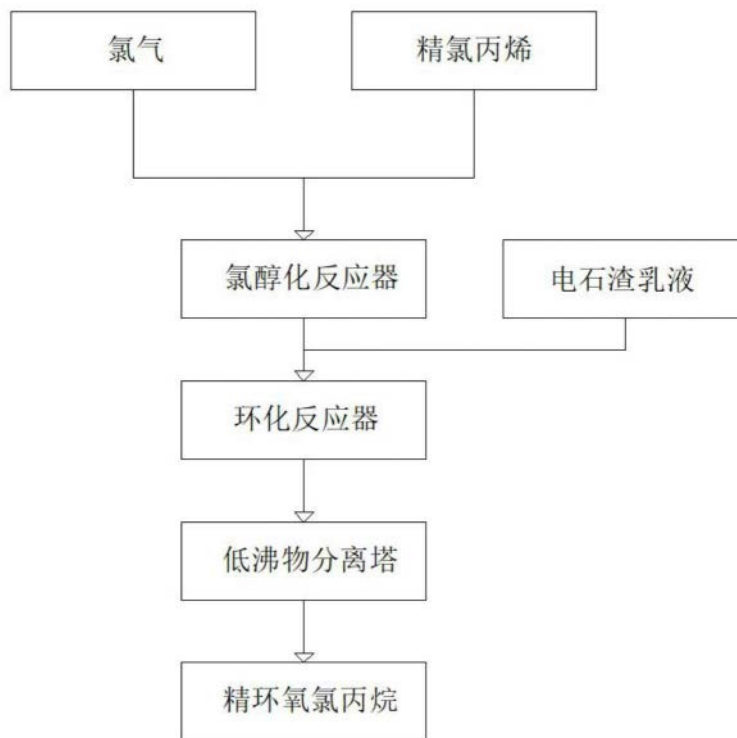 氯气
精氯丙烯
氯醇化反应器
电石渣乳液
环化反应器
低沸物分离塔
精环氧氯丙烷